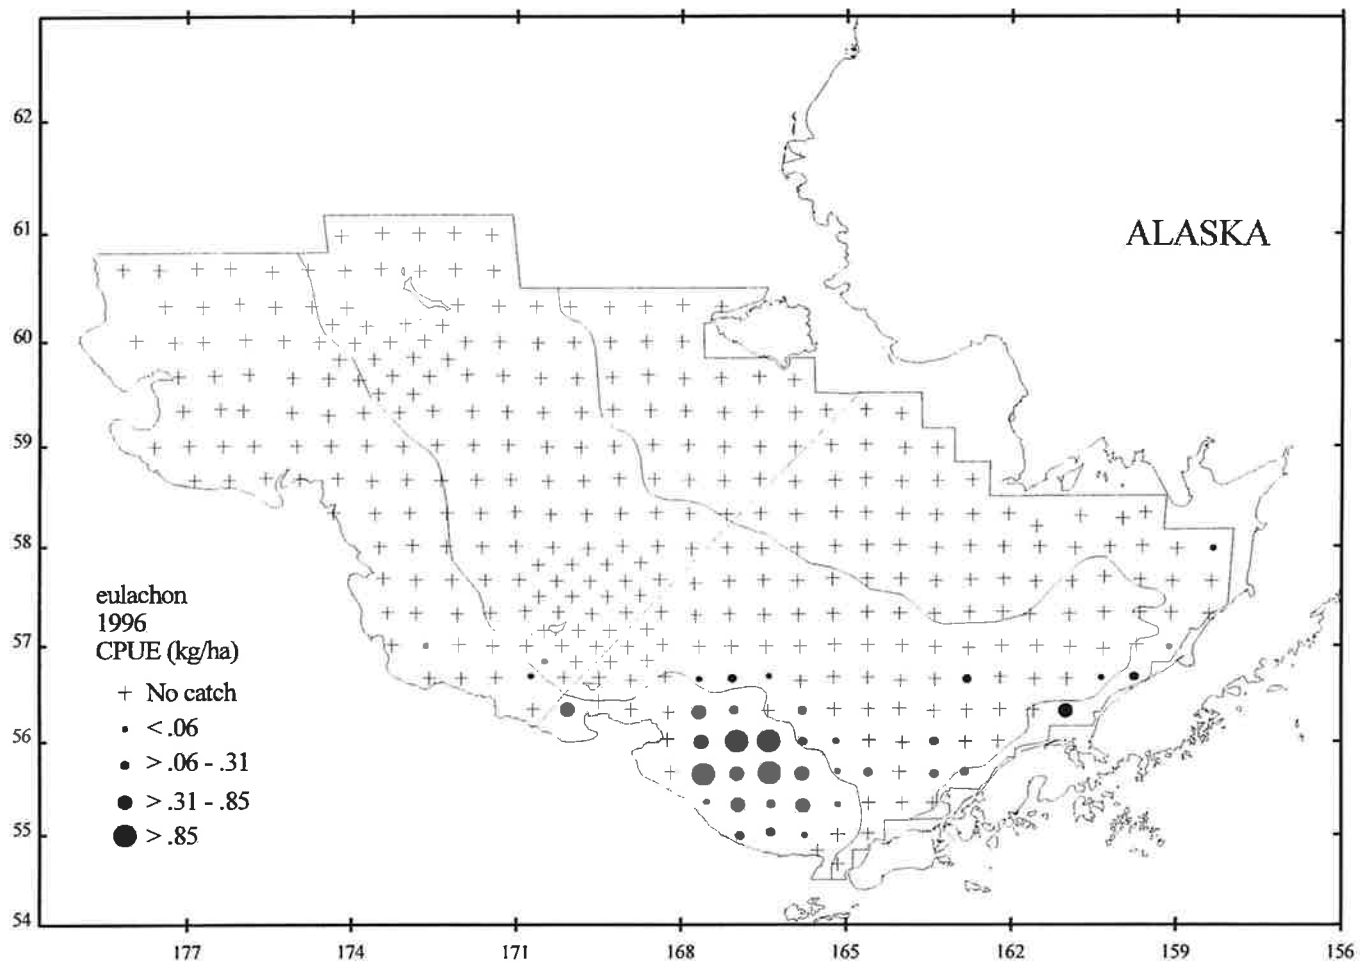 62
61
60
59
58
57
56
55
54
ALASKA
eulachon
1996
CPUE (kg/ha)
+ No catch
< .06
> .06 - .31
> .31 - .85
> .85
177 174 171 168 165 162 159 156